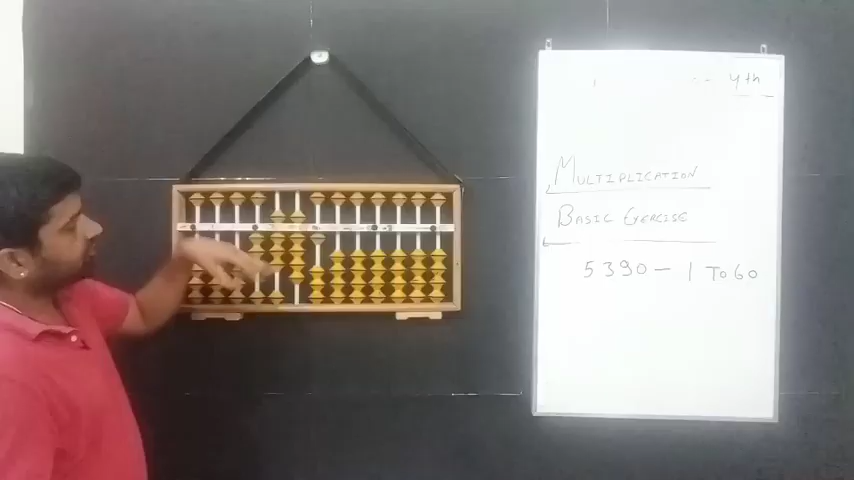 4th
MULTIPLICATION
BASIC EXERCISE
5390 - 1 TO 60